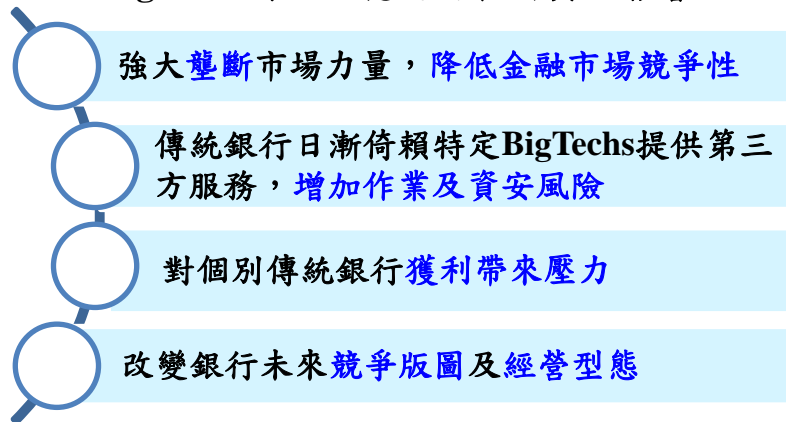 強大壟斷市場力量，降低金融市場競爭性
傳統銀行日漸倚賴特定BigTechs提供第三
方服務，增加作業及資安風險
對個別傳統銀行獲利帶來壓力
改變銀行未來競爭版圖及經營型態